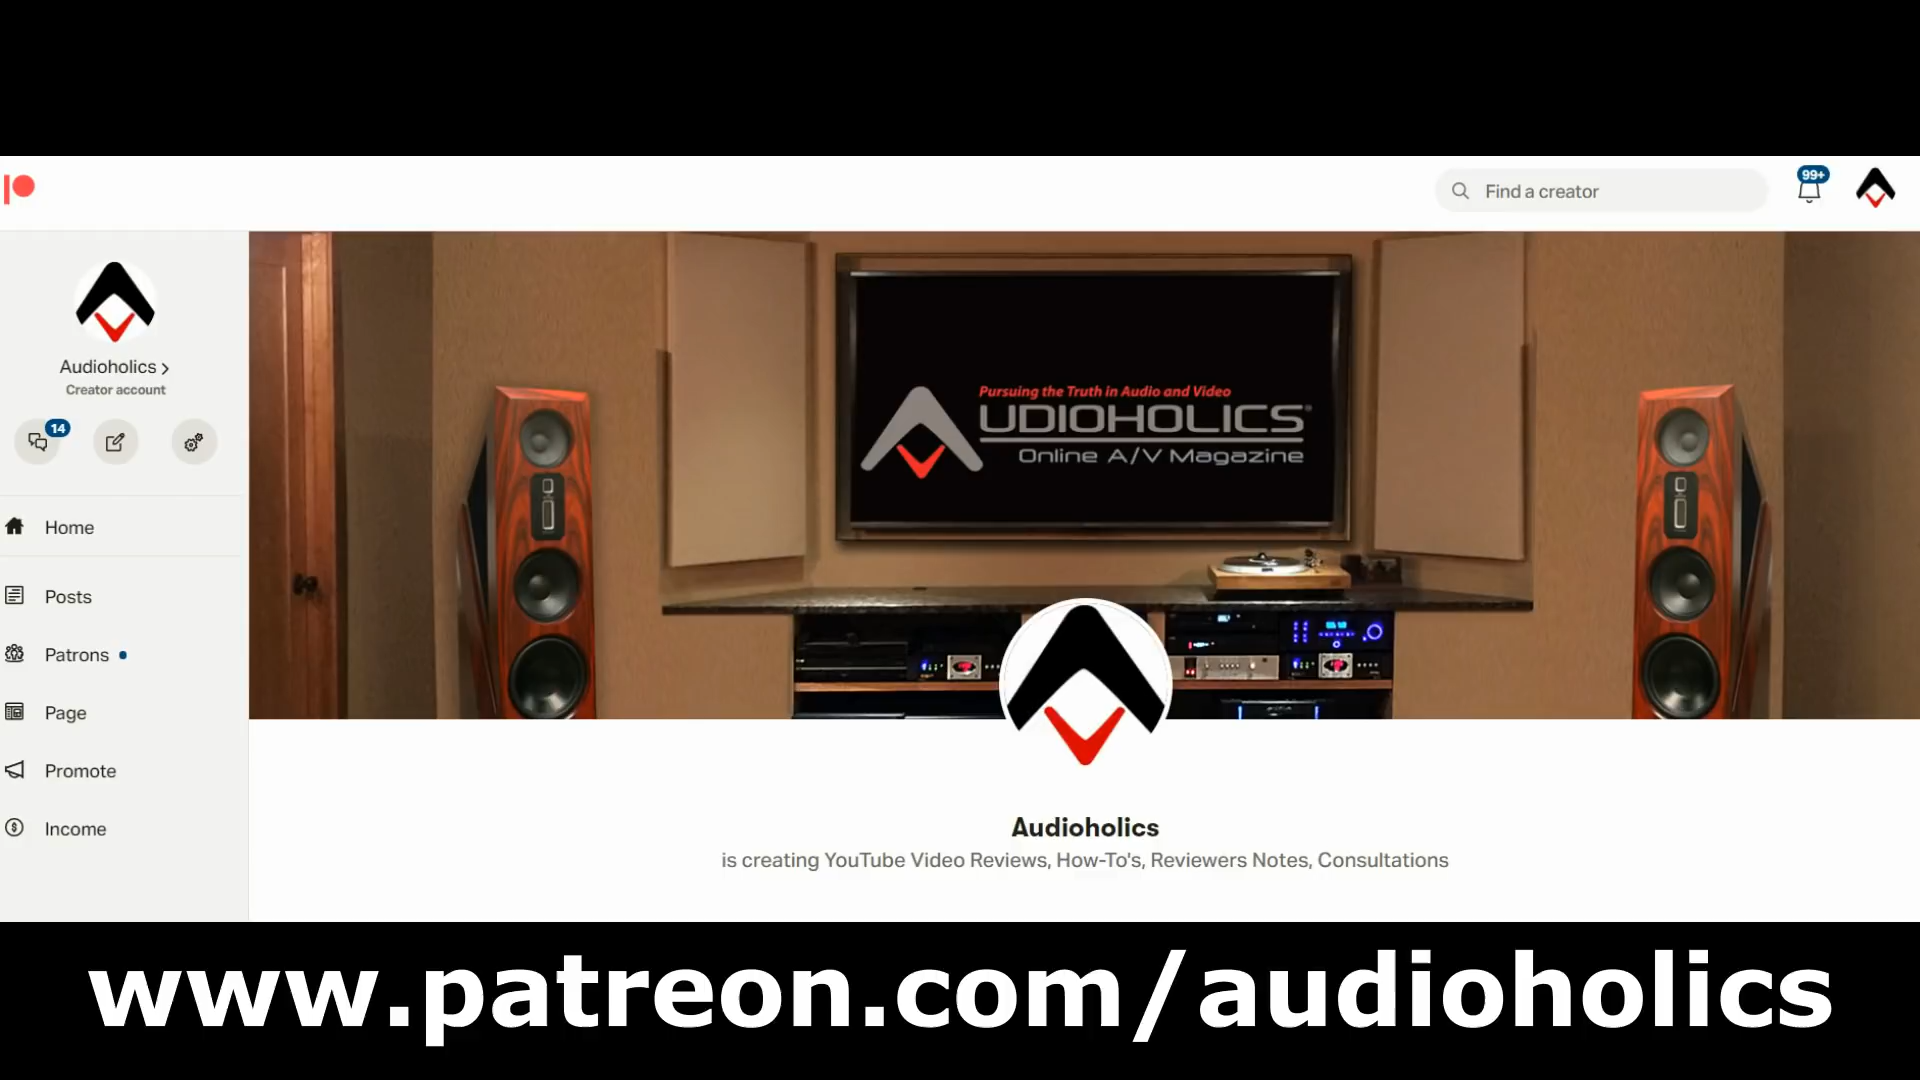 Find a creator
99+
Audioholics
Creator account
14
Home
Posts
Patrons
Page
Promote
Income
Pursuing the Truth in Audio and Video
UDIOHOLICS®
Online A/V Magazine
Audioholics
is creating YouTube Video Reviews, How-To's, Reviewers Notes, Consultations
www.patreon.com/audioholics